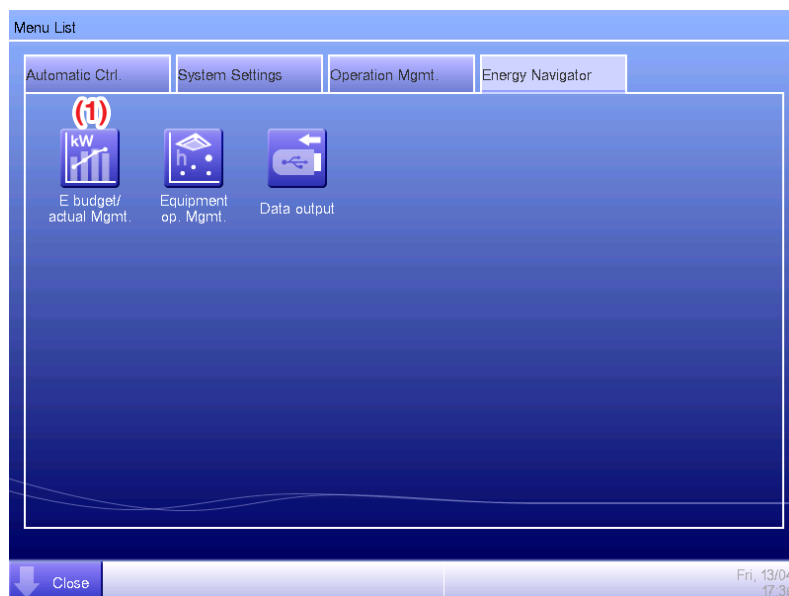 Menu List
Automatic Ctrl. System Settings Operation Mgmt. Energy Navigator
(1)
kW
h
E budget/ Equipment Data output
actual Mgmt. op. Mgmt.
Close
Fri, 13/04
17:3